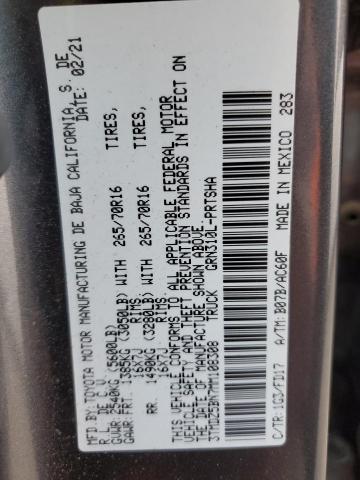 MFD.BY:TOYOTA MOTOR MANUFACTURING DE BAJA CALIFORNIA, S. DE
R.L. DE C.V. DATE: 02/21
GVWR: 2540KG (5600LB)
GAWR: FRT. 1385KG (3050LB) WITH 265/70R16 TIRES,
16x7J RIMS,
RR. 1490KG (3280LB) WITH 265/70R16 TIRES,
16x7J RIMS.
THIS VEHICLE CONFORMS TO ALL APPLICABLE FEDERAL MOTOR
VEHICLE SAFETY AND THEFT PREVENTION STANDARDS IN EFFECT ON
THE DATE OF MANUFACTURE SHOWN ABOVE.
3TMDZ5BN7MM106308 TRUCK GRN310L-PRTSHA
C/TR:1G3/FD17 A/TM:B07B/AC60F MADE IN MEXICO 283